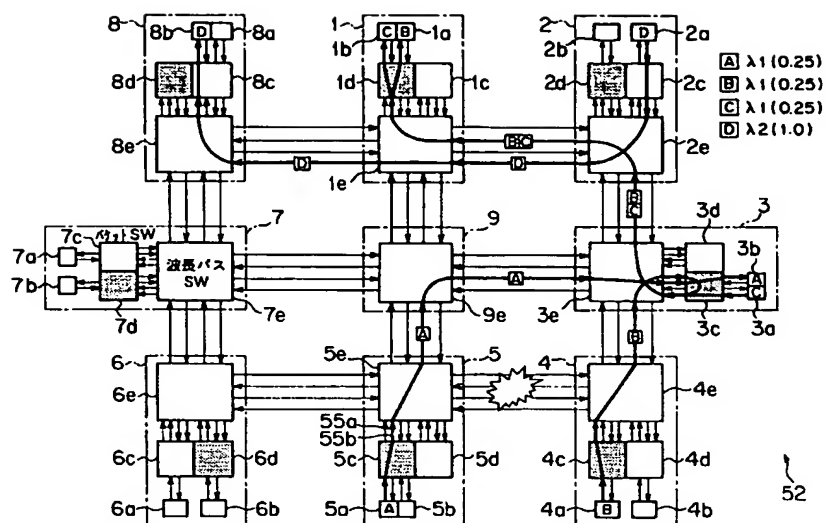 8
8b
D
8a
8d
8c
8e
1
C
B
1a
1b
1d
1c
1e
2
2b
D
2a
2d
2c
2e
A λ1(0.25)
B λ1(0.25)
C λ1(0.25)
D λ2(1.0)
D
BC
D
B
C
7
7c
パケットSW
7a
7b
7d
波長パス
SW
7e
9
9e
A
A
3
3d
3b
A
C
3a
3c
3e
B
6
6e
6c
6d
6a
6b
5e
5
55a
55b
5c
5d
5a
A
5b
4
4e
4c
4d
4a
B
4b
52